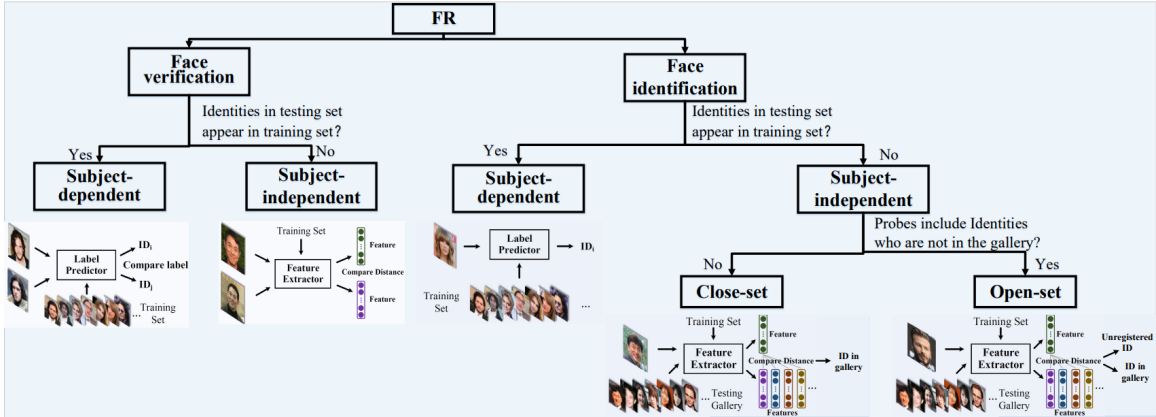 FR
Face
verification
Face
identification
Identities in testing set
appear in training set?
Identities in testing set
appear in training set?
Yes
No
Yes
No
Subject-
dependent
Subject-
independent
Subject-
dependent
Subject-
independent
Probes include Identities
who are not in the gallery?
No
Yes
Close-set
Open-set
Label
Predictor
IDi
Compare label
IDj
... Training
Set
Training Set
Feature
Extractor
Feature
Compare Distance
Feature
Label
Predictor
IDi
Training
Set
...
Training Set
Feature
Extractor
Feature
Compare Distance
ID in
gallery
Testing
Gallery
...
Features
Training Set
Feature
Extractor
Feature
Compare Distance
Unregistered
ID
ID in
gallery
Testing
Gallery
...
Features